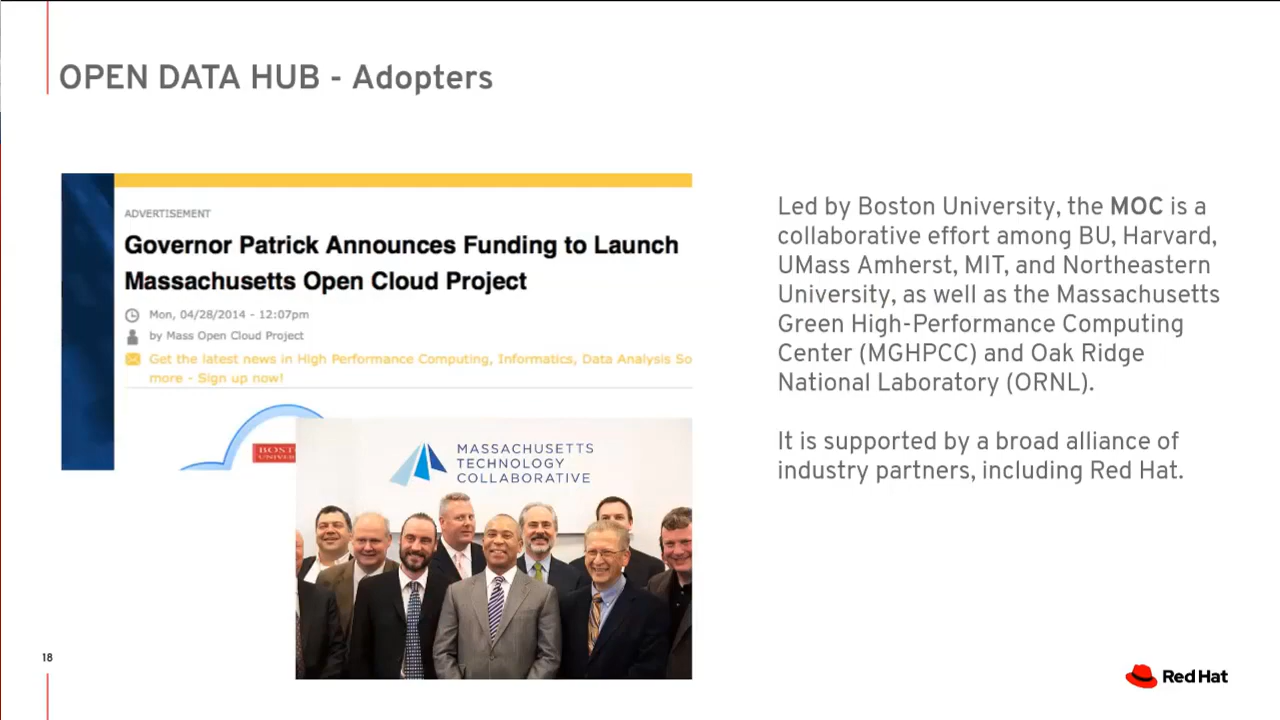 OPEN DATA HUB - Adopters
ADVERTISEMENT
Governor Patrick Announces Funding to Launch
Massachusetts Open Cloud Project
Mon, 04/28/2014 - 12:07pm
by Mass Open Cloud Project
Get the latest news in High Performance Computing, Informatics, Data Analysis So
more - Sign up now!
MASSACHUSETTS
TECHNOLOGY
COLLABORATIVE
Led by Boston University, the MOC is a
collaborative effort among BU, Harvard,
UMass Amherst, MIT, and Northeastern
University, as well as the Massachusetts
Green High-Performance Computing
Center (MGHPCC) and Oak Ridge
National Laboratory (ORNL).
It is supported by a broad alliance of
industry partners, including Red Hat.
18
Red Hat